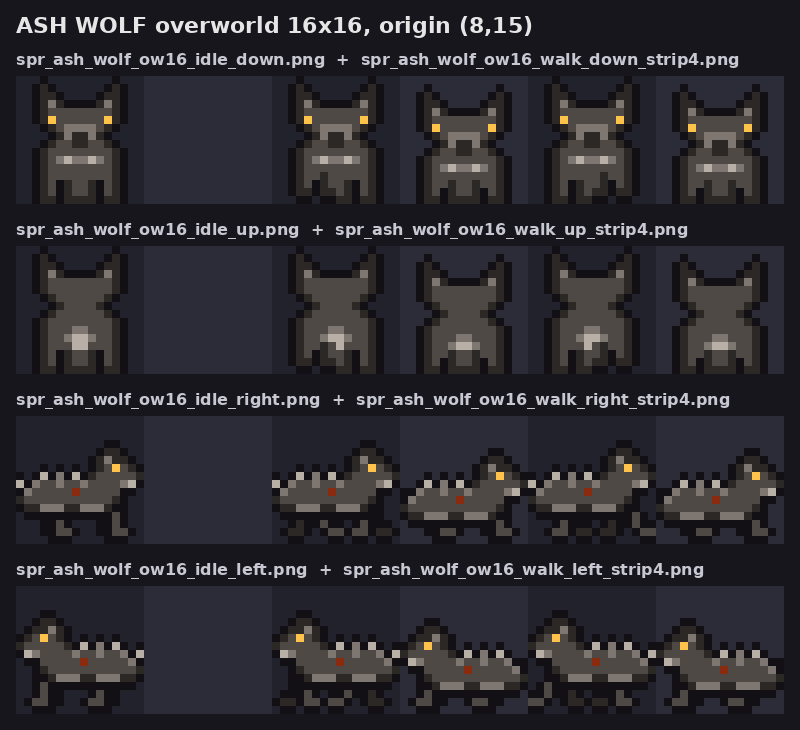 ASH WOLF overworld 16x16, origin (8,15)
spr_ash_wolf_ow16_idle_down.png + spr_ash_wolf_ow16_walk_down_strip4.png
spr_ash_wolf_ow16_idle_up.png + spr_ash_wolf_ow16_walk_up_strip4.png
spr_ash_wolf_ow16_idle_right.png + spr_ash_wolf_ow16_walk_right_strip4.png
spr_ash_wolf_ow16_idle_left.png + spr_ash_wolf_ow16_walk_left_strip4.png